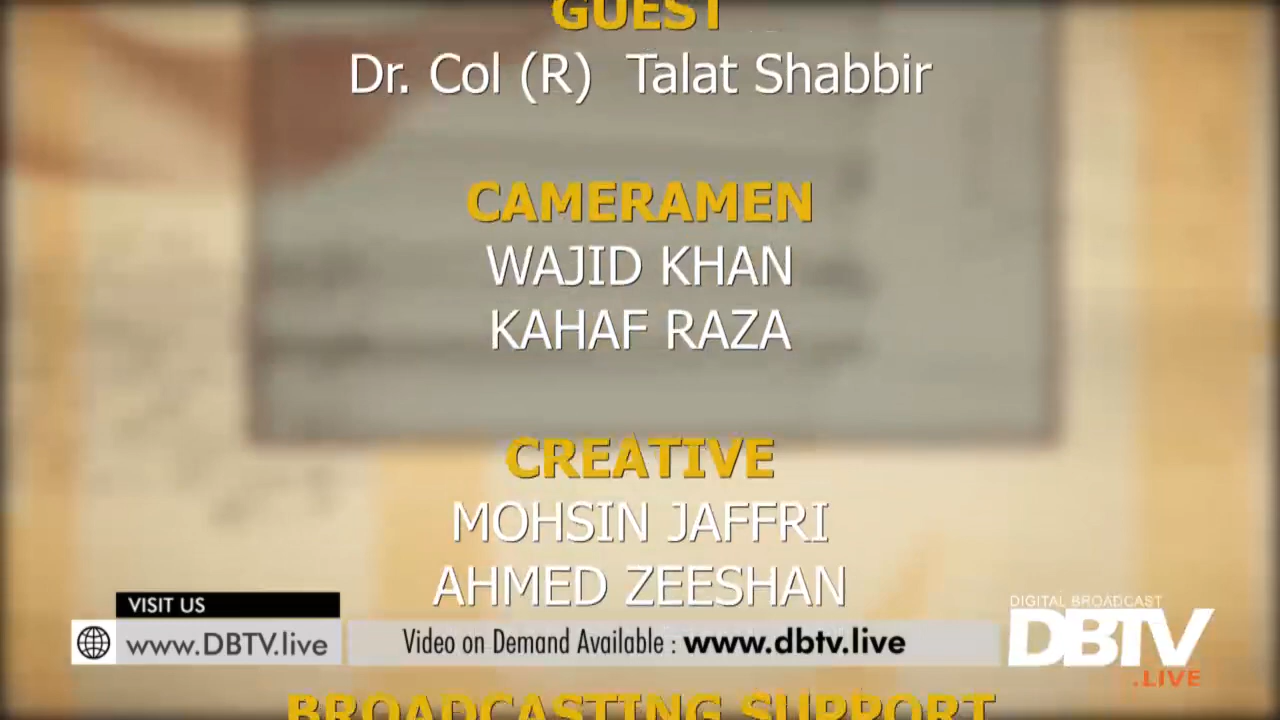 GUEST
Dr. Col (R) Talat Shabbir
CAMERAMEN
WAJID KHAN
KAHAF RAZA
CREATIVE
MOHSIN JAFFRI
AHMED ZEESHAN
VISIT US
www.DBTV.live
Video on Demand Available : www.dbtv.live
DIGITAL BROADCAST
DBTV
.LIVE
BROADCASTING SUPPORT